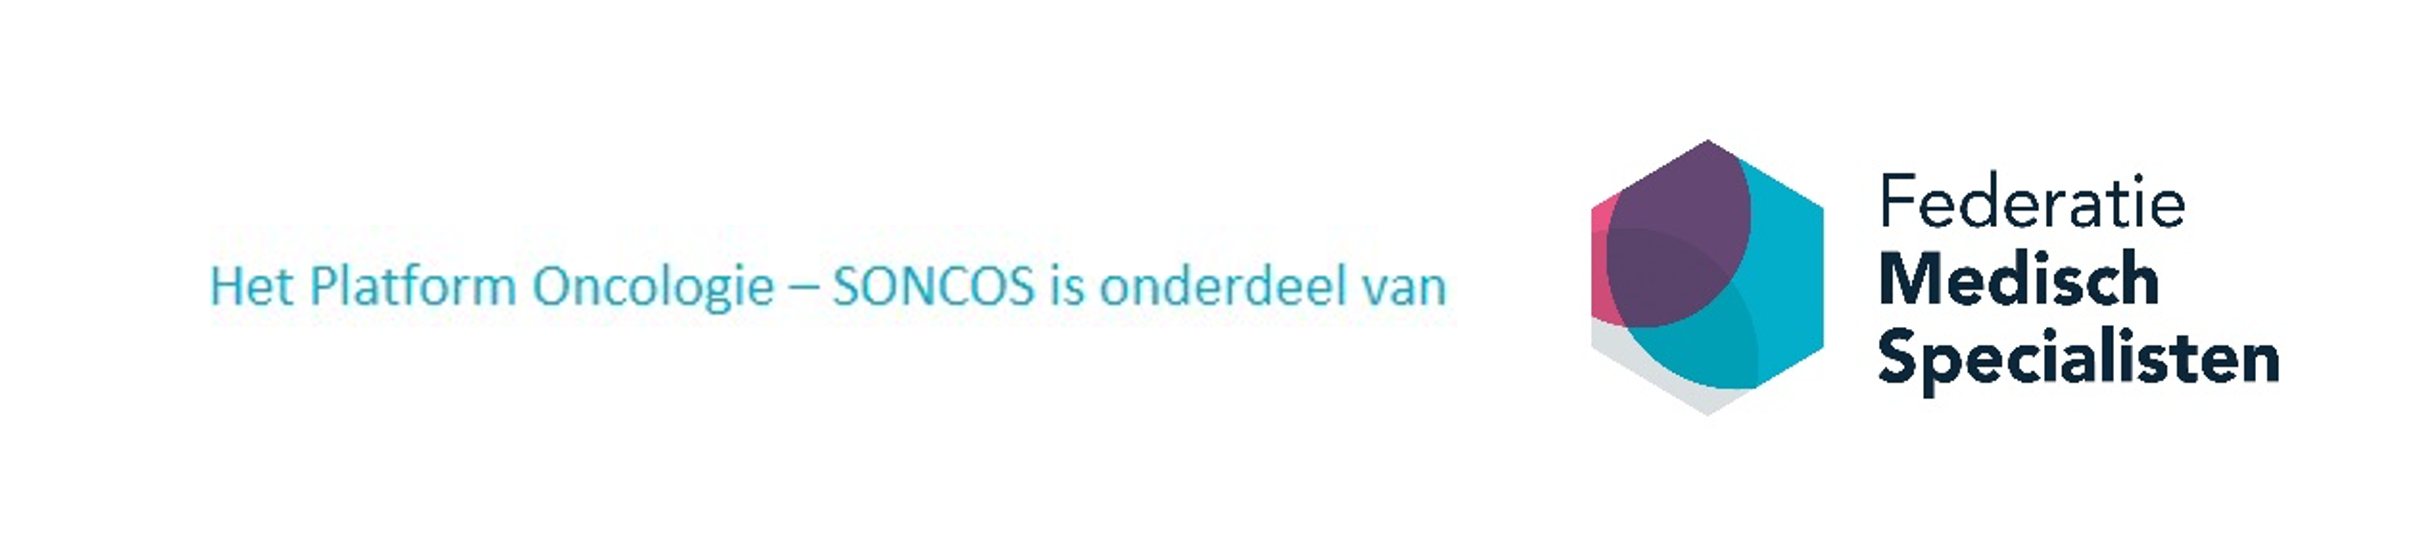 Het Platform Oncologie – SONCOS is onderdeel van
Federatie
Medisch
Specialisten